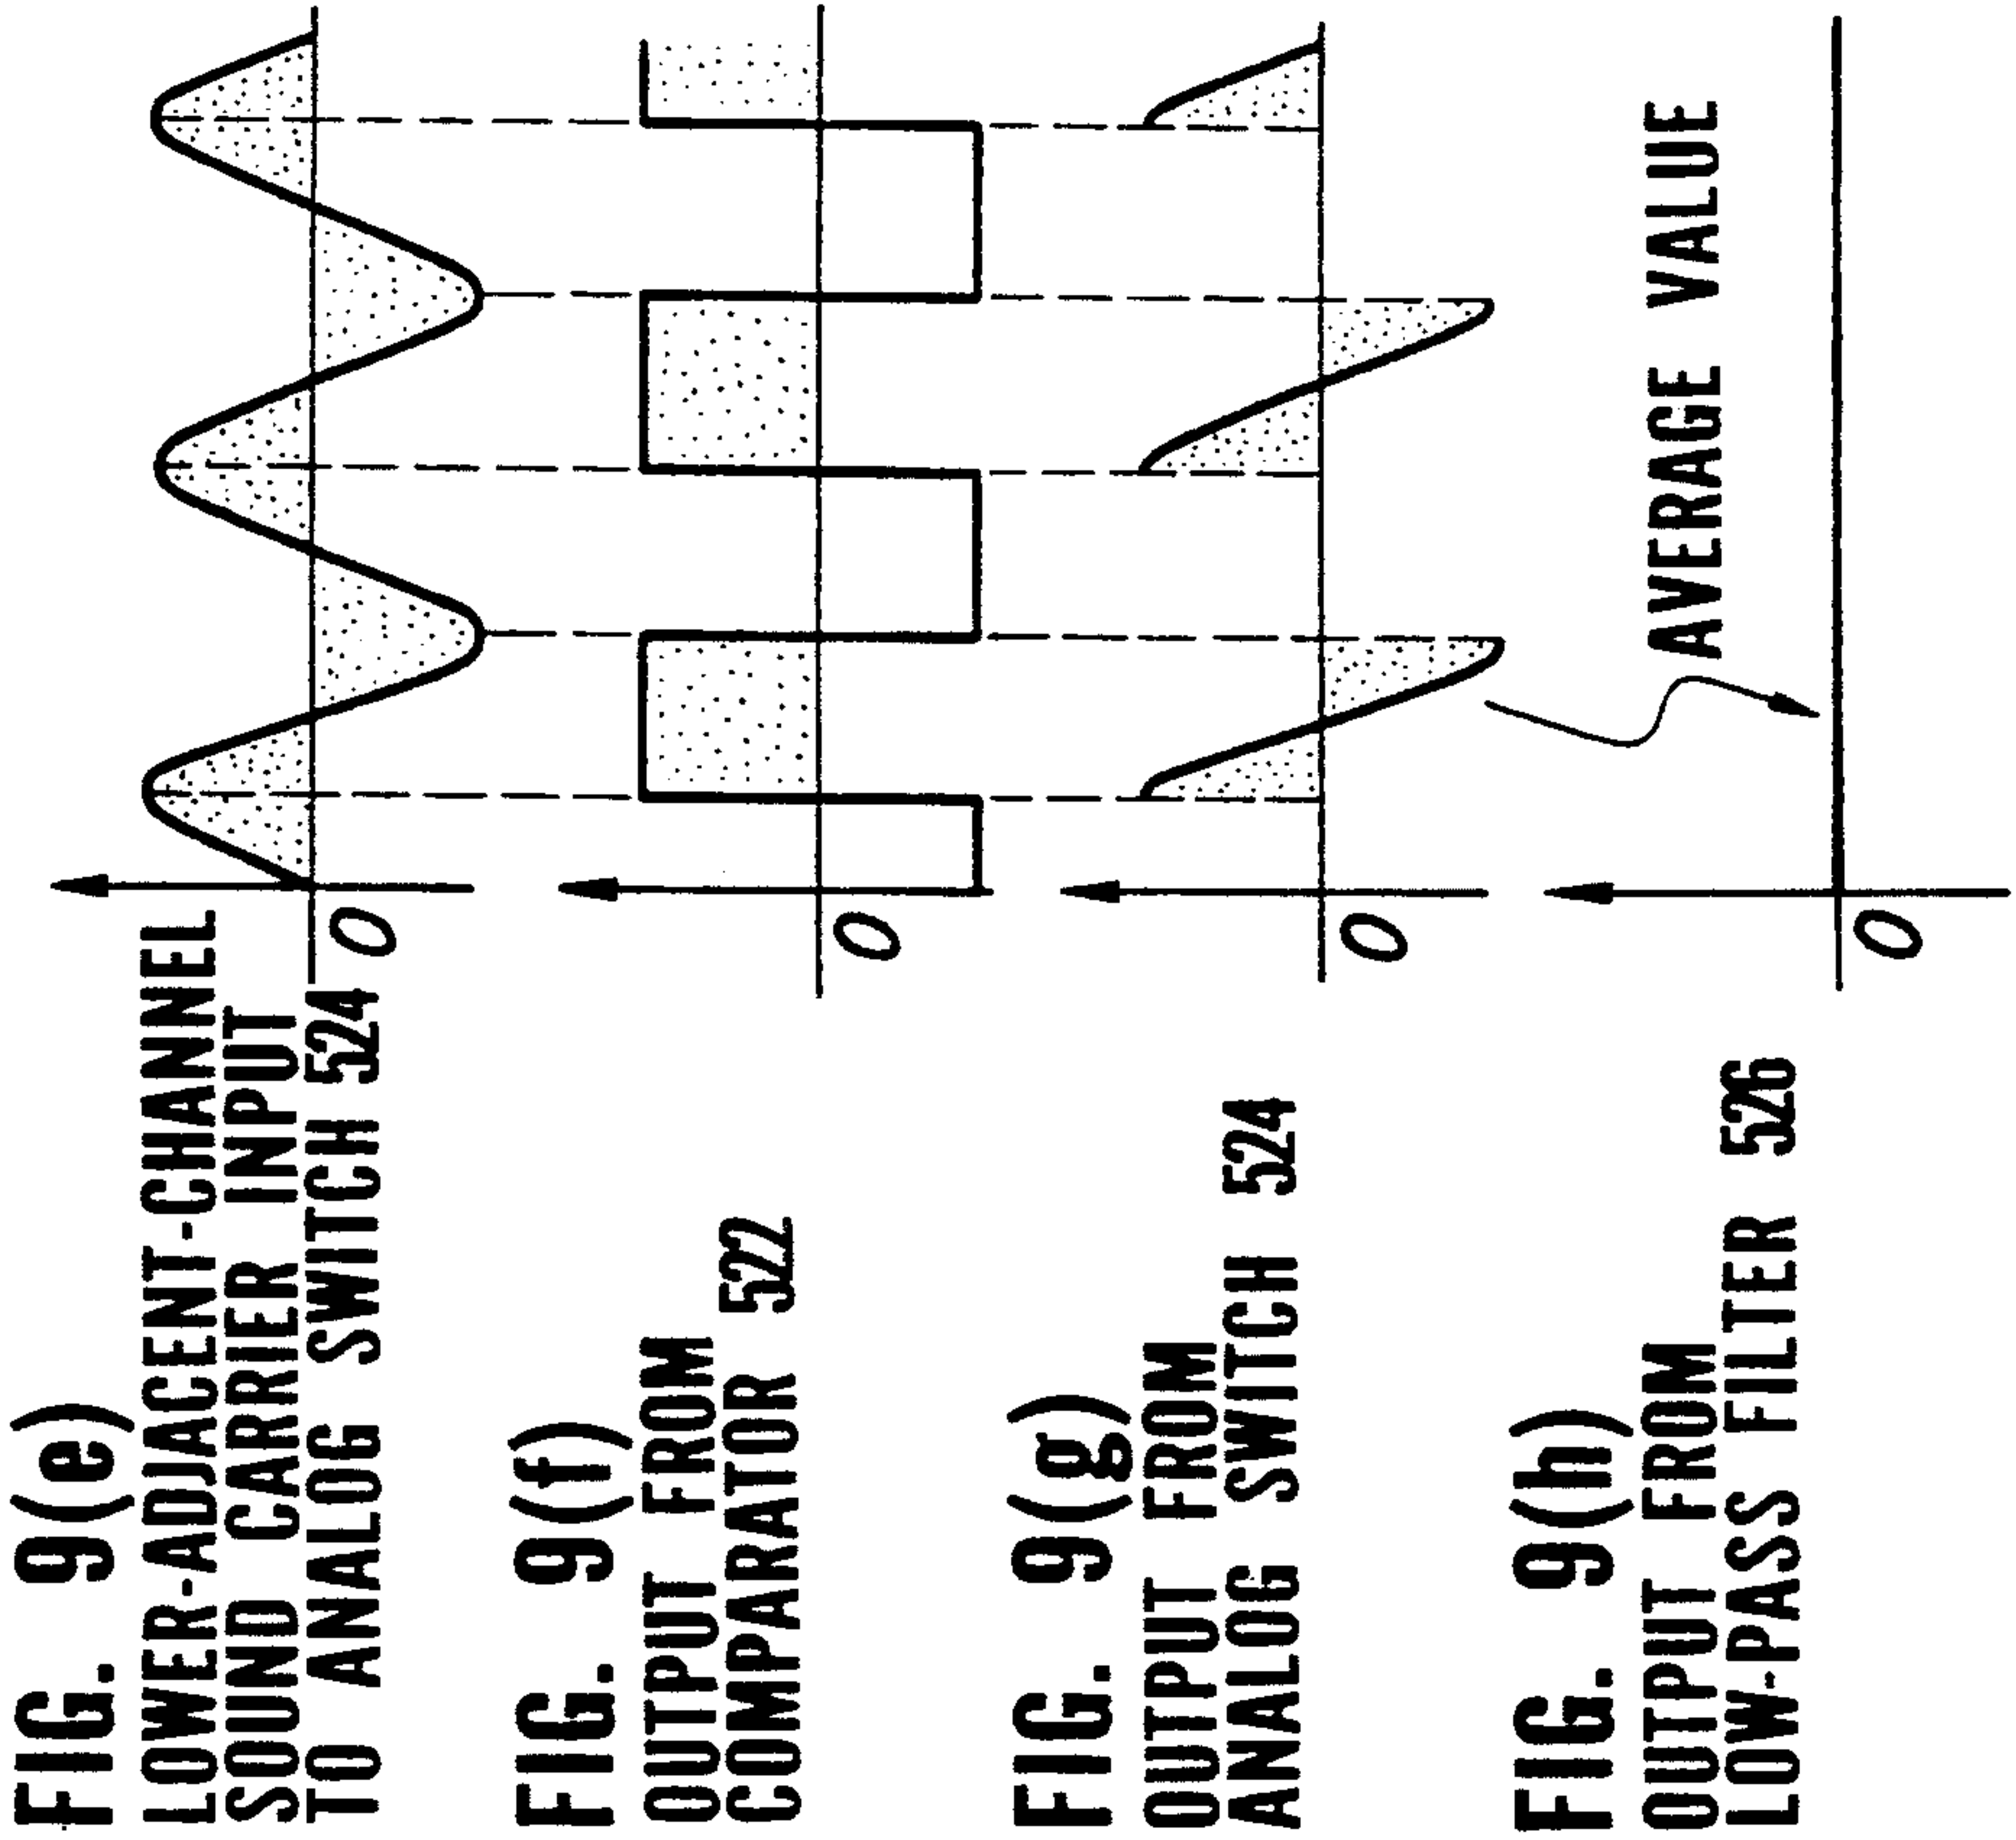 FIG. 9(e)
LOWER-ADJACENT-CHANNEL
SOUND CARRIER INPUT
TO ANALOG SWITCH 524
0
FIG. 9(f)
OUTPUT FROM
COMPARATOR 522
0
FIG. 9(g)
OUTPUT FROM
ANALOG SWITCH 524
0
AVERAGE VALUE
FIG. 9(h)
OUTPUT FROM
LOW-PASS FILTER 526
0